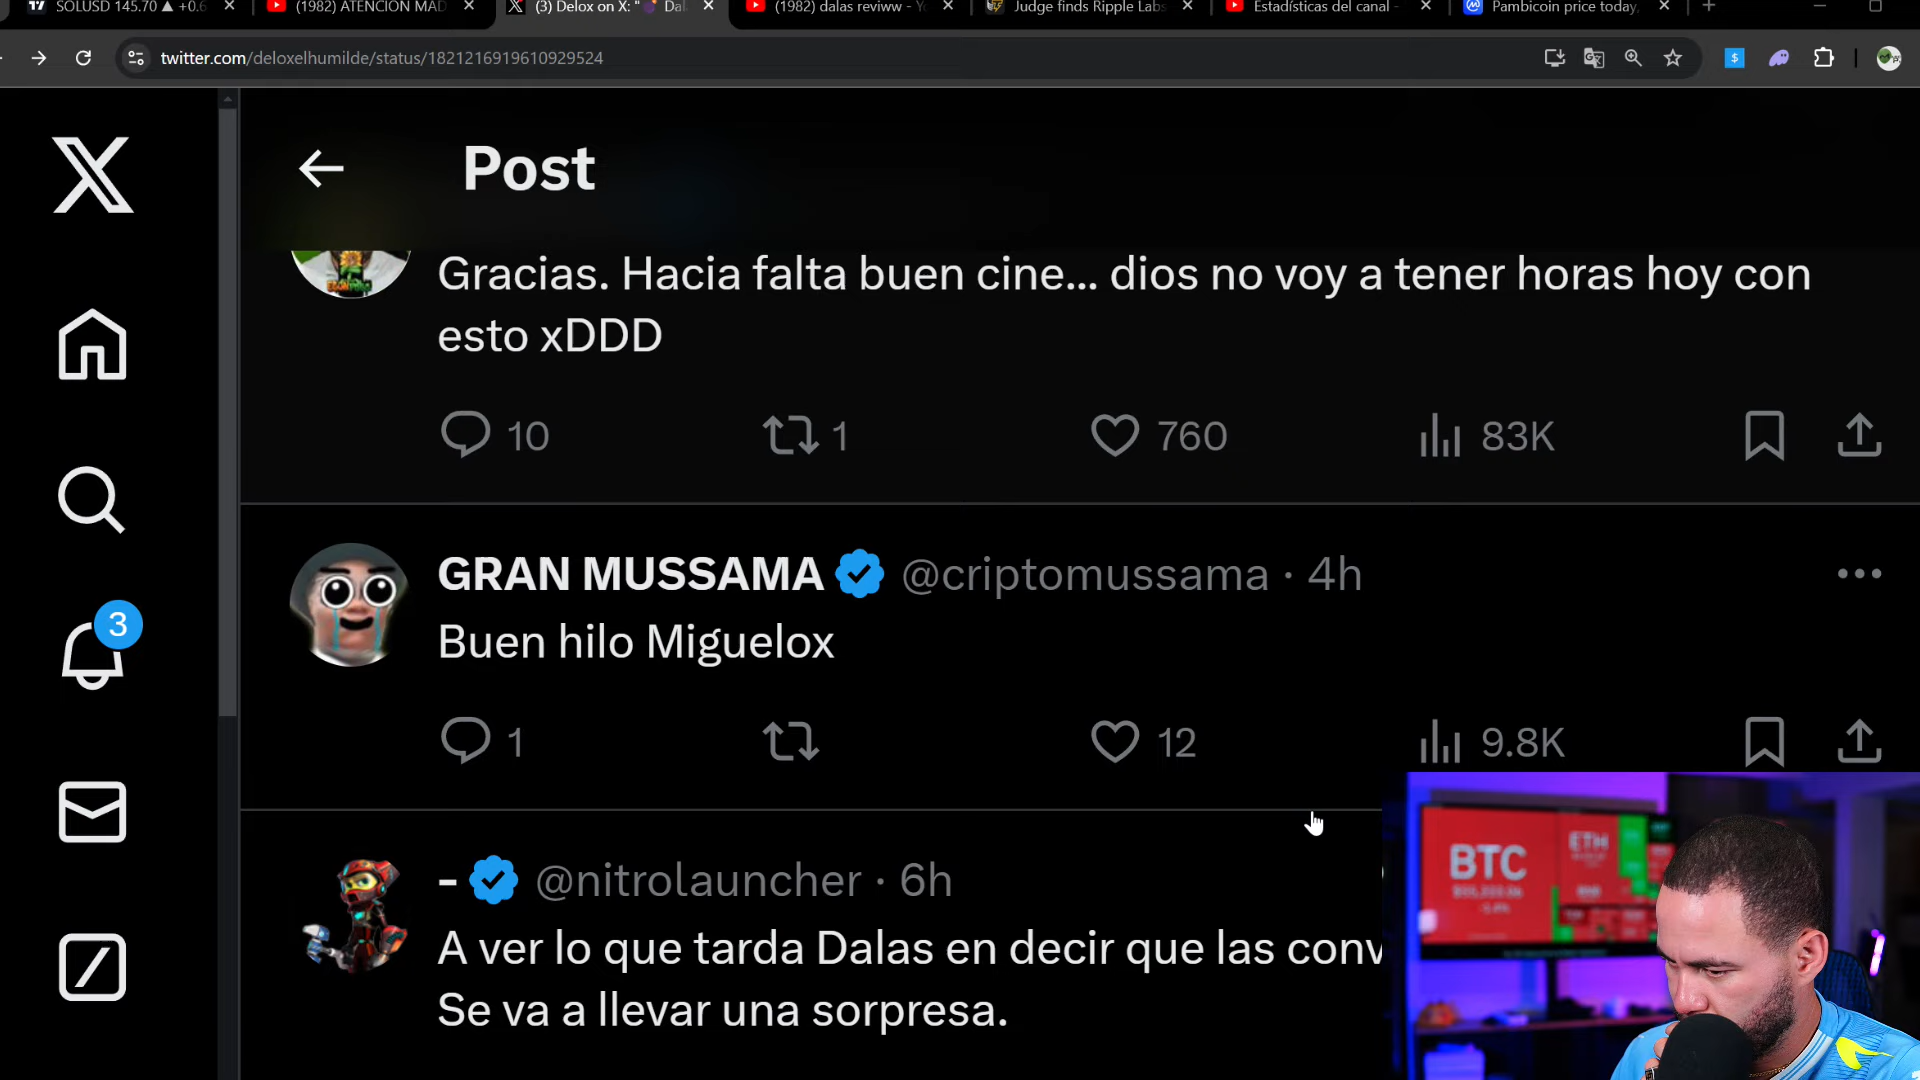 SOLUSD 145.70 ▲ +0.6
(1982) ATENCION MAD
(3) Delox on X: "
Dal
(1982) dalas revieww - Yo
Judge finds Ripple Labs
Estadísticas del canal -
Pambicoin price today,
twitter.com/deloxelhumilde/status/1821216919610929524
Post
Gracias. Hacia falta buen cine... dios no voy a tener horas hoy con
esto xDDD
10 1 760 83K
GRAN MUSSAMA @criptomussama · 4h
Buen hilo Miguelox
3
1 12 9.8K
- @nitrolauncher · 6h
A ver lo que tarda Dalas en decir que las conv
Se va a llevar una sorpresa.
BTC
ETH